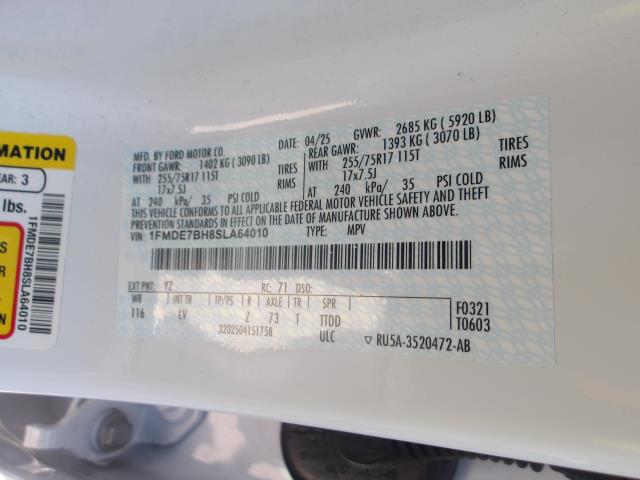 MFD. BY FORD MOTOR CO.
DATE: 04/25 GVWR: 2685 KG ( 5920 LB)
FRONT GAWR: 1402 KG ( 3090 LB)
REAR GAWR: 1393 KG ( 3070 LB)
WITH 255/75R17 115T TIRES
WITH 255/75R17 115T TIRES
17x7.5J RIMS
17x7.5J RIMS
AT 240 kPa/ 35 PSI COLD
AT 240 kPa/ 35 PSI COLD
THIS VEHICLE CONFORMS TO ALL APPLICABLE FEDERAL MOTOR VEHICLE SAFETY AND THEFT
PREVENTION STANDARDS IN EFFECT ON THE DATE OF MANUFACTURE SHOWN ABOVE.
VIN: 1FMDE7BH8SLA64010 TYPE: MPV
EXT PNT: YZ RC: 71 DSO:
WB INT TR TP/PS R AXLE TR SPR
116 LV Z 73 T TTDD
ULC
3202504151758
F0321
T0603
RU5A-3520472-AB
RMATION
EAR: 3
lbs.
1FMDE7BH8SLA64010